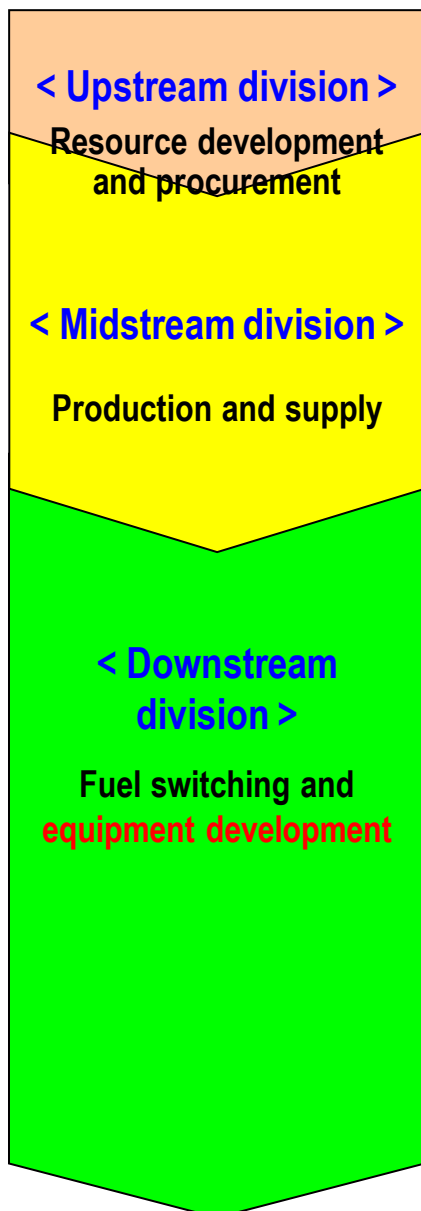 < Upstream division >
Resource development
and procurement
< Midstream division >
Production and supply
< Downstream
division >
Fuel switching and
equipment development